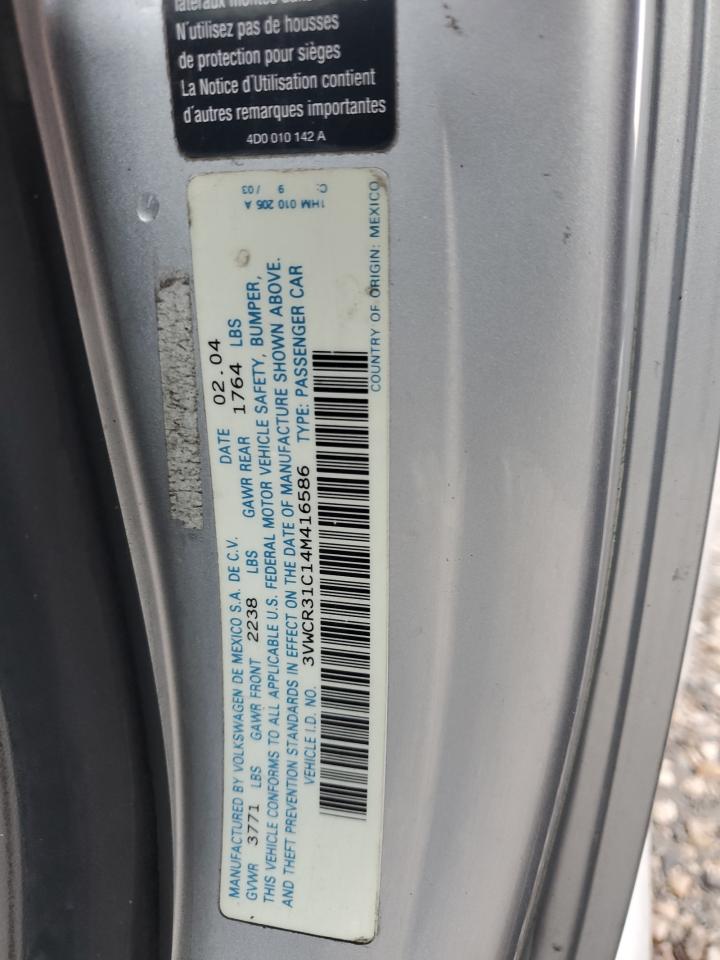 latéraux montés dans
N'utilisez pas de housses
de protection pour sièges
La Notice d'Utilisation contient
d'autres remarques importantes
4D0 010 142 A
1HM 010 205 A
C. 9 /03
MANUFACTURED BY VOLKSWAGEN DE MEXICO S.A. DE C.V. DATE 02.04
GVWR 3771 LBS GAWR FRONT 2238 LBS GAWR REAR 1764 LBS
THIS VEHICLE CONFORMS TO ALL APPLICABLE U.S. FEDERAL MOTOR VEHICLE SAFETY, BUMPER,
AND THEFT PREVENTION STANDARDS IN EFFECT ON THE DATE OF MANUFACTURE SHOWN ABOVE.
VEHICLE I.D. NO. 3VWCR31C14M416586 TYPE: PASSENGER CAR
COUNTRY OF ORIGIN: MEXICO